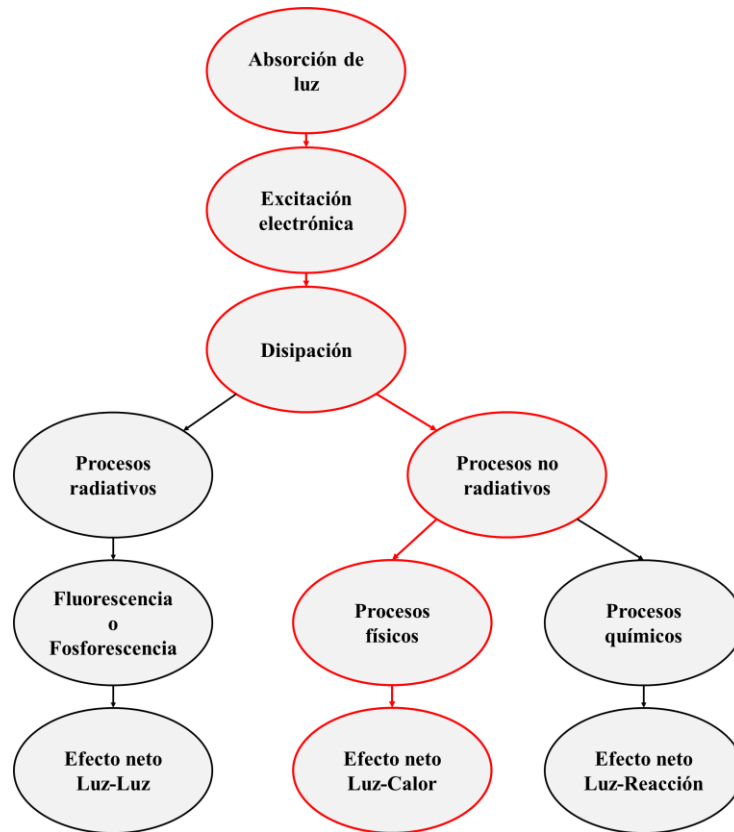 Absorción de
luz
Excitación
electrónica
Disipación
Procesos
radiativos
Procesos no
radiativos
Fluorescencia
o
Fosforescencia
Procesos
físicos
Procesos
químicos
Efecto neto
Luz-Luz
Efecto neto
Luz-Calor
Efecto neto
Luz-Reacción